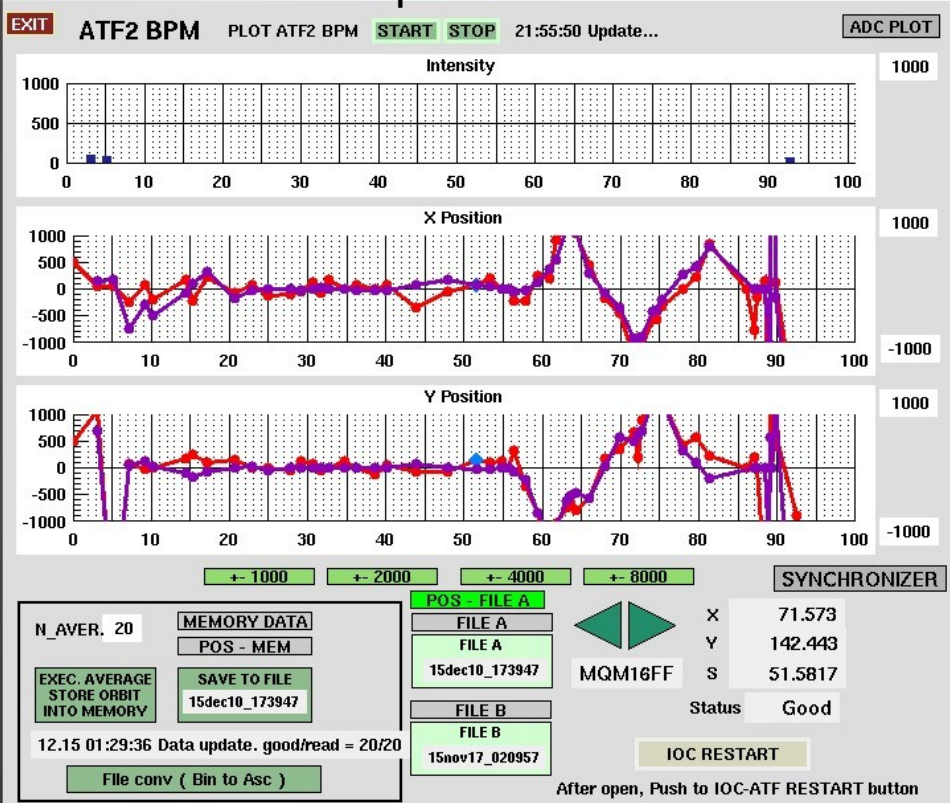 EXIT
ATF2 BPM
PLOT ATF2 BPM
START
STOP
21:55:50 Update...
ADC PLOT
Intensity
1000
500
0
0 10 20 30 40 50 60 70 80 90 100
1000
X Position
1000
500
0
-500
-1000
0 10 20 30 40 50 60 70 80 90 100
1000
-1000
Y Position
1000
500
0
-500
-1000
0 10 20 30 40 50 60 70 80 90 100
1000
-1000
+- 1000
+- 2000
+- 4000
+- 8000
SYNCHRONIZER
N_AVER. 20
MEMORY DATA
POS - MEM
EXEC. AVERAGE
STORE ORBIT
INTO MEMORY
SAVE TO FILE
15dec10_173947
12.15 01:29:36 Data update. good/read = 20/20
FIle conv ( Bin to Asc )
POS - FILE A
FILE A
FILE A
15dec10_173947
FILE B
FILE B
15nov17_020957
MQM16FF
X 71.573
Y 142.443
S 51.5817
Status Good
IOC RESTART
After open, Push to IOC-ATF RESTART button